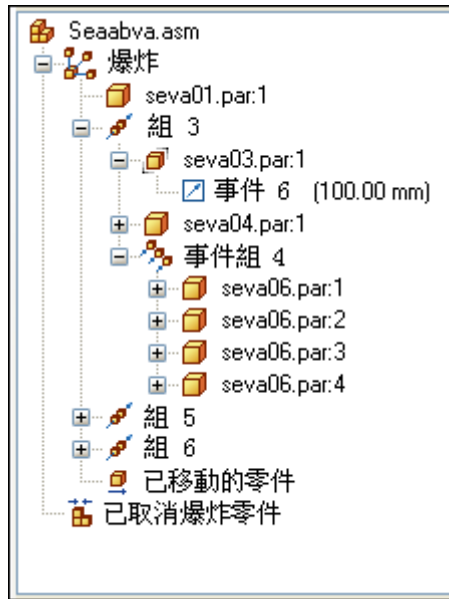 Seaabva.asm
爆炸
seva01.par:1
組 3
seva03.par:1
事件 6 (100.00 mm)
seva04.par:1
事件組 4
seva06.par:1
seva06.par:2
seva06.par:3
seva06.par:4
組 5
組 6
已移動的零件
已取消爆炸零件